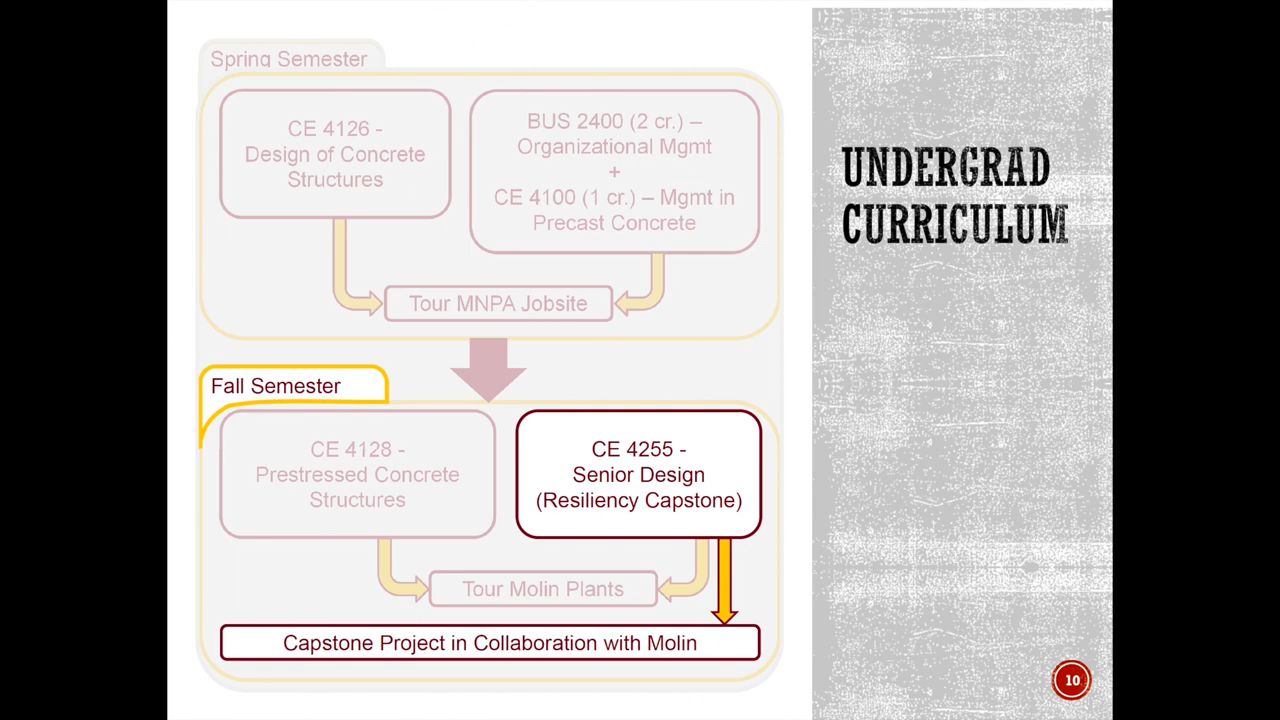 Spring Semester
CE 4126 -
Design of Concrete
Structures
BUS 2400 (2 cr.) –
Organizational Mgmt
+
CE 4100 (1 cr.) – Mgmt in
Precast Concrete
Tour MNPA Jobsite
Fall Semester
CE 4128 -
Prestressed Concrete
Structures
CE 4255 -
Senior Design
(Resiliency Capstone)
Tour Molin Plants
Capstone Project in Collaboration with Molin
UNDERGRAD
CURRICULUM
10